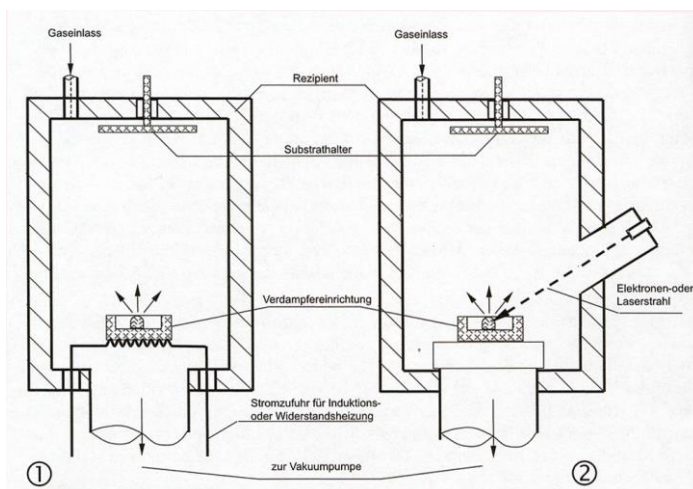 Gaseinlass
Gaseinlass
Rezipient
Substrathalter
Elektronen-oder
Laserstrahl
Verdampfereinrichtung
Stromzufuhr für Induktions-
oder Widerstandsheizung
zur Vakuumpumpe
1
2